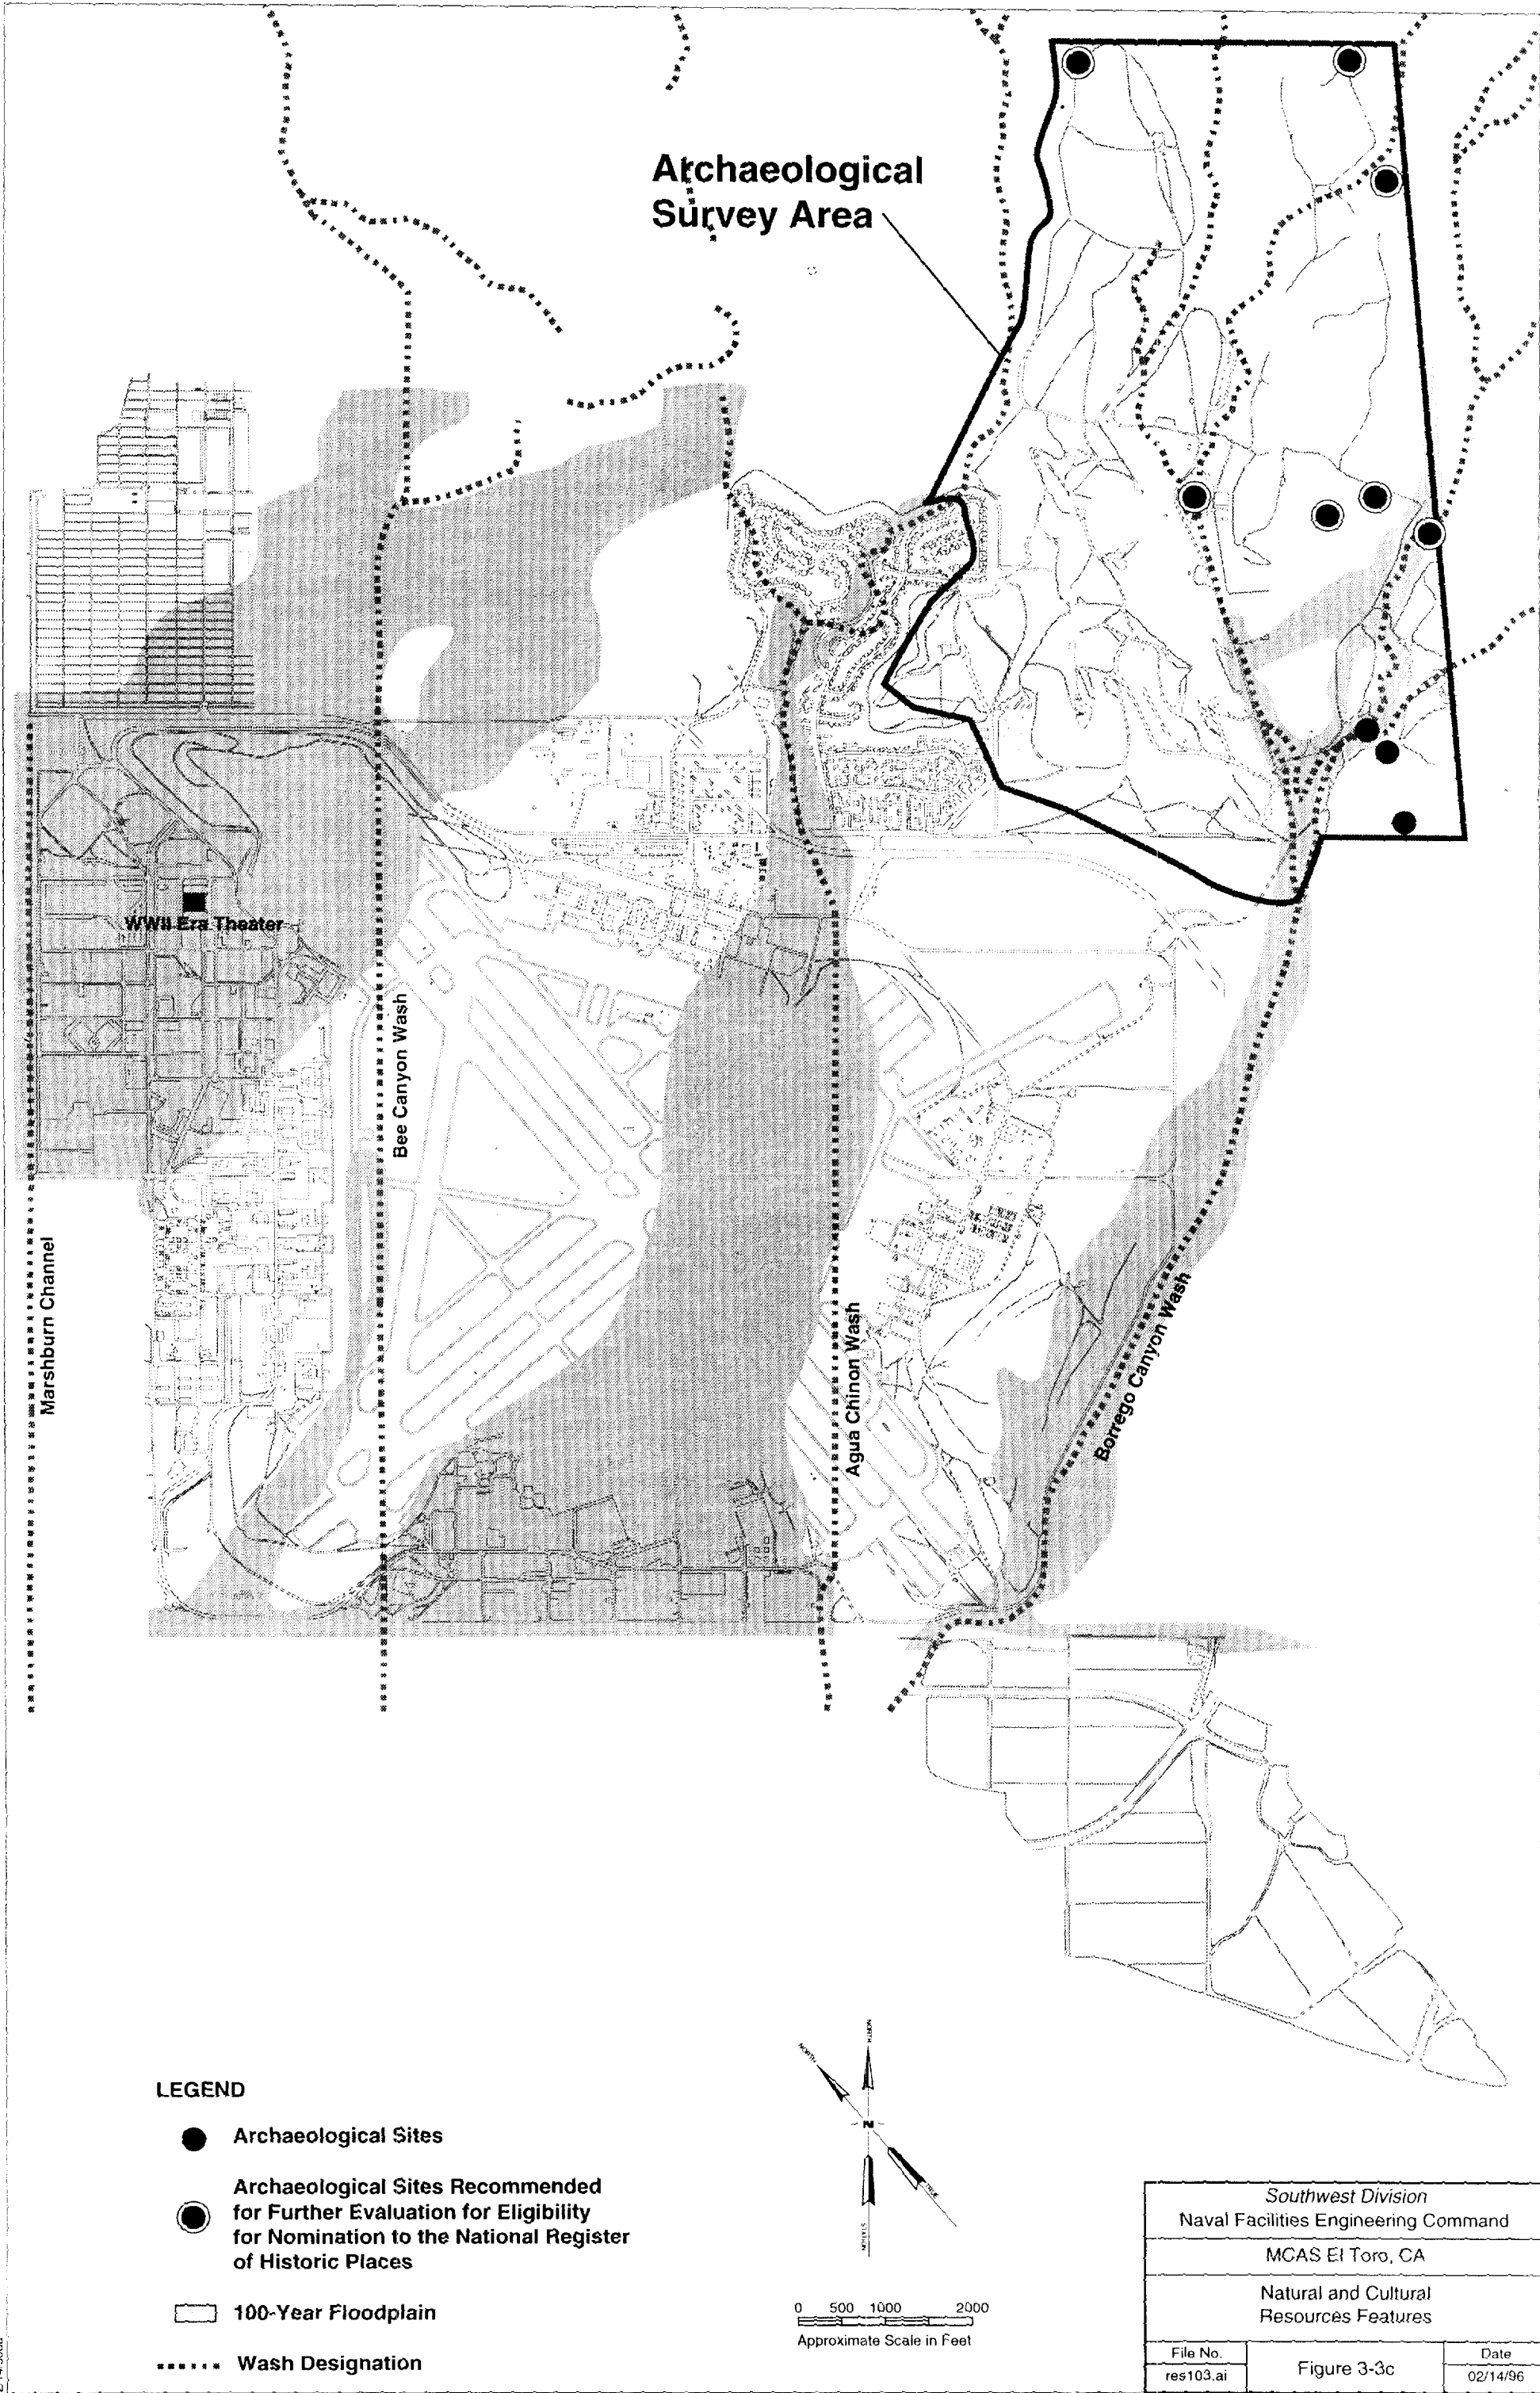 Archaeological
Survey Area
WWII Era Theater
Bee Canyon Wash
Marshburn Channel
Agua Chinon Wash
Borrego Canyon Wash
LEGEND
Archaeological Sites
Archaeological Sites Recommended
for Further Evaluation for Eligibility
for Nomination to the National Register
of Historic Places
100-Year Floodplain
Wash Designation
NORTH
NORTH
N
TRUE
STATION
0 500 1000 2000
Approximate Scale in Feet
Southwest Division
Naval Facilities Engineering Command
MCAS El Toro, CA
Natural and Cultural
Resources Features
File No.
res103.ai
Figure 3-3c
Date
02/14/96